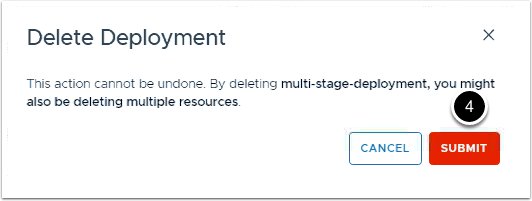 Delete Deployment
This action cannot be undone. By deleting multi-stage-deployment, you might
also be deleting multiple resources.
4
CANCEL SUBMIT